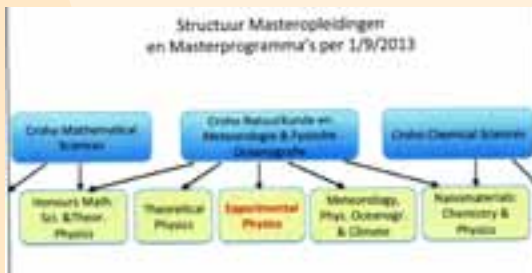 Structuur Masteropleidingen
en Masterprogramma's per 1/9/2013
Croho Mathematical
Sciences
Croho Natuurkunde en
Meteorologie & Fysische
Oceanografie
Croho Chemical Sciences
Honours Math.
Sci. &Theor.
Physics
Theoretical
Physics
Experimental
Physics
Meteorology,
Phys. Oceanogr.
& Climate
Nanomaterials:
Chemistry &
Physics